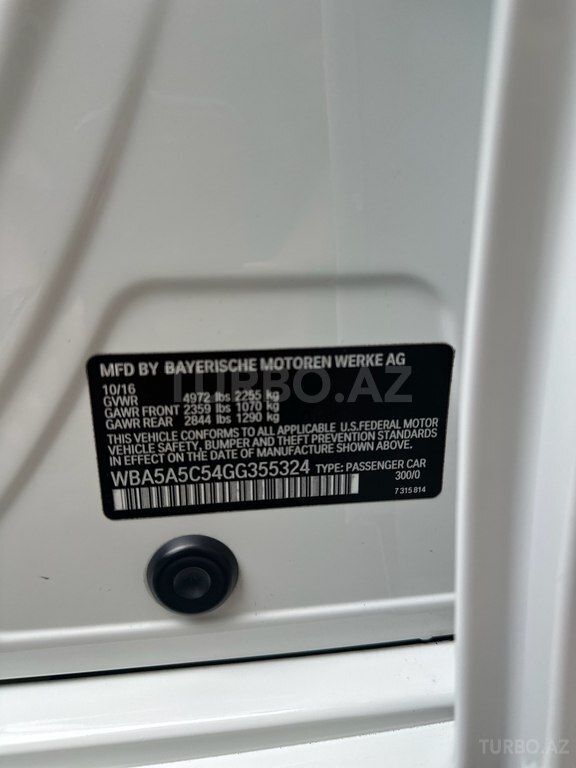 MFD BY BAYERISCHE MOTOREN WERKE AG
10/16
GVWR 4972 lbs 2255 kg
GAWR FRONT 2359 lbs 1070 kg
GAWR REAR 2844 lbs 1290 kg
THIS VEHICLE CONFORMS TO ALL APPLICABLE U.S.FEDERAL MOTOR
VEHICLE SAFETY, BUMPER AND THEFT PREVENTION STANDARDS
IN EFFECT ON THE DATE OF MANUFACTURE SHOWN ABOVE.
WBA5A5C54GG355324 TYPE: PASSENGER CAR
300/0
7 315 814
TURBO.AZ
TURBO.AZ